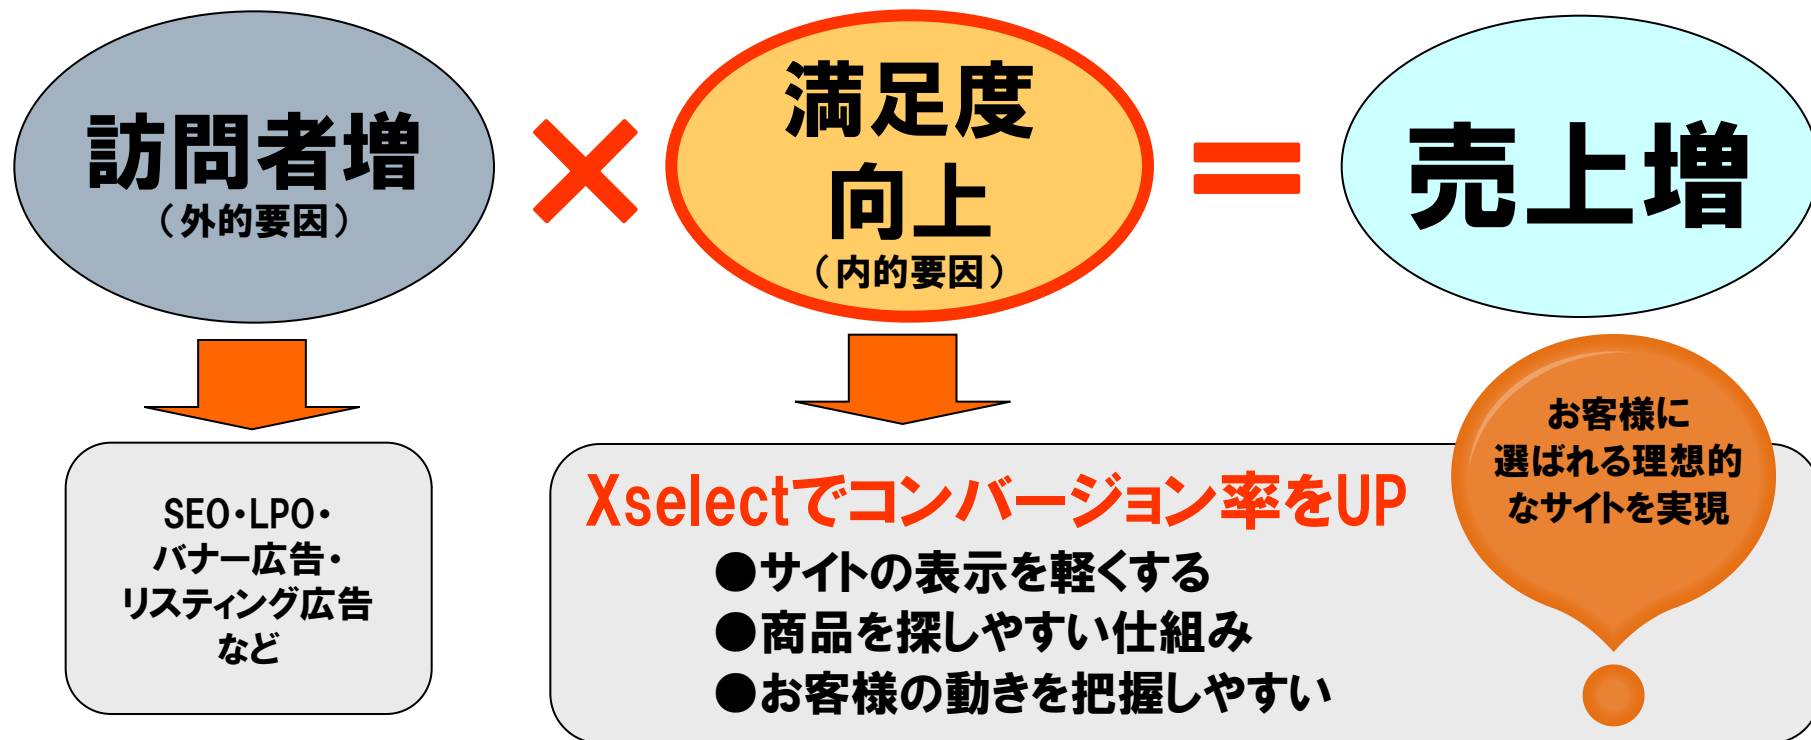 訪問者増
（外的要因）
×
満足度
向上
（内的要因）
＝
売上増
SEO・LPO・
バナー広告・
リスティング広告
など
Xselectでコンバージョン率をUP
●サイトの表示を軽くする
●商品を探しやすい仕組み
●お客様の動きを把握しやすい
お客様に
選ばれる理想的
なサイトを実現